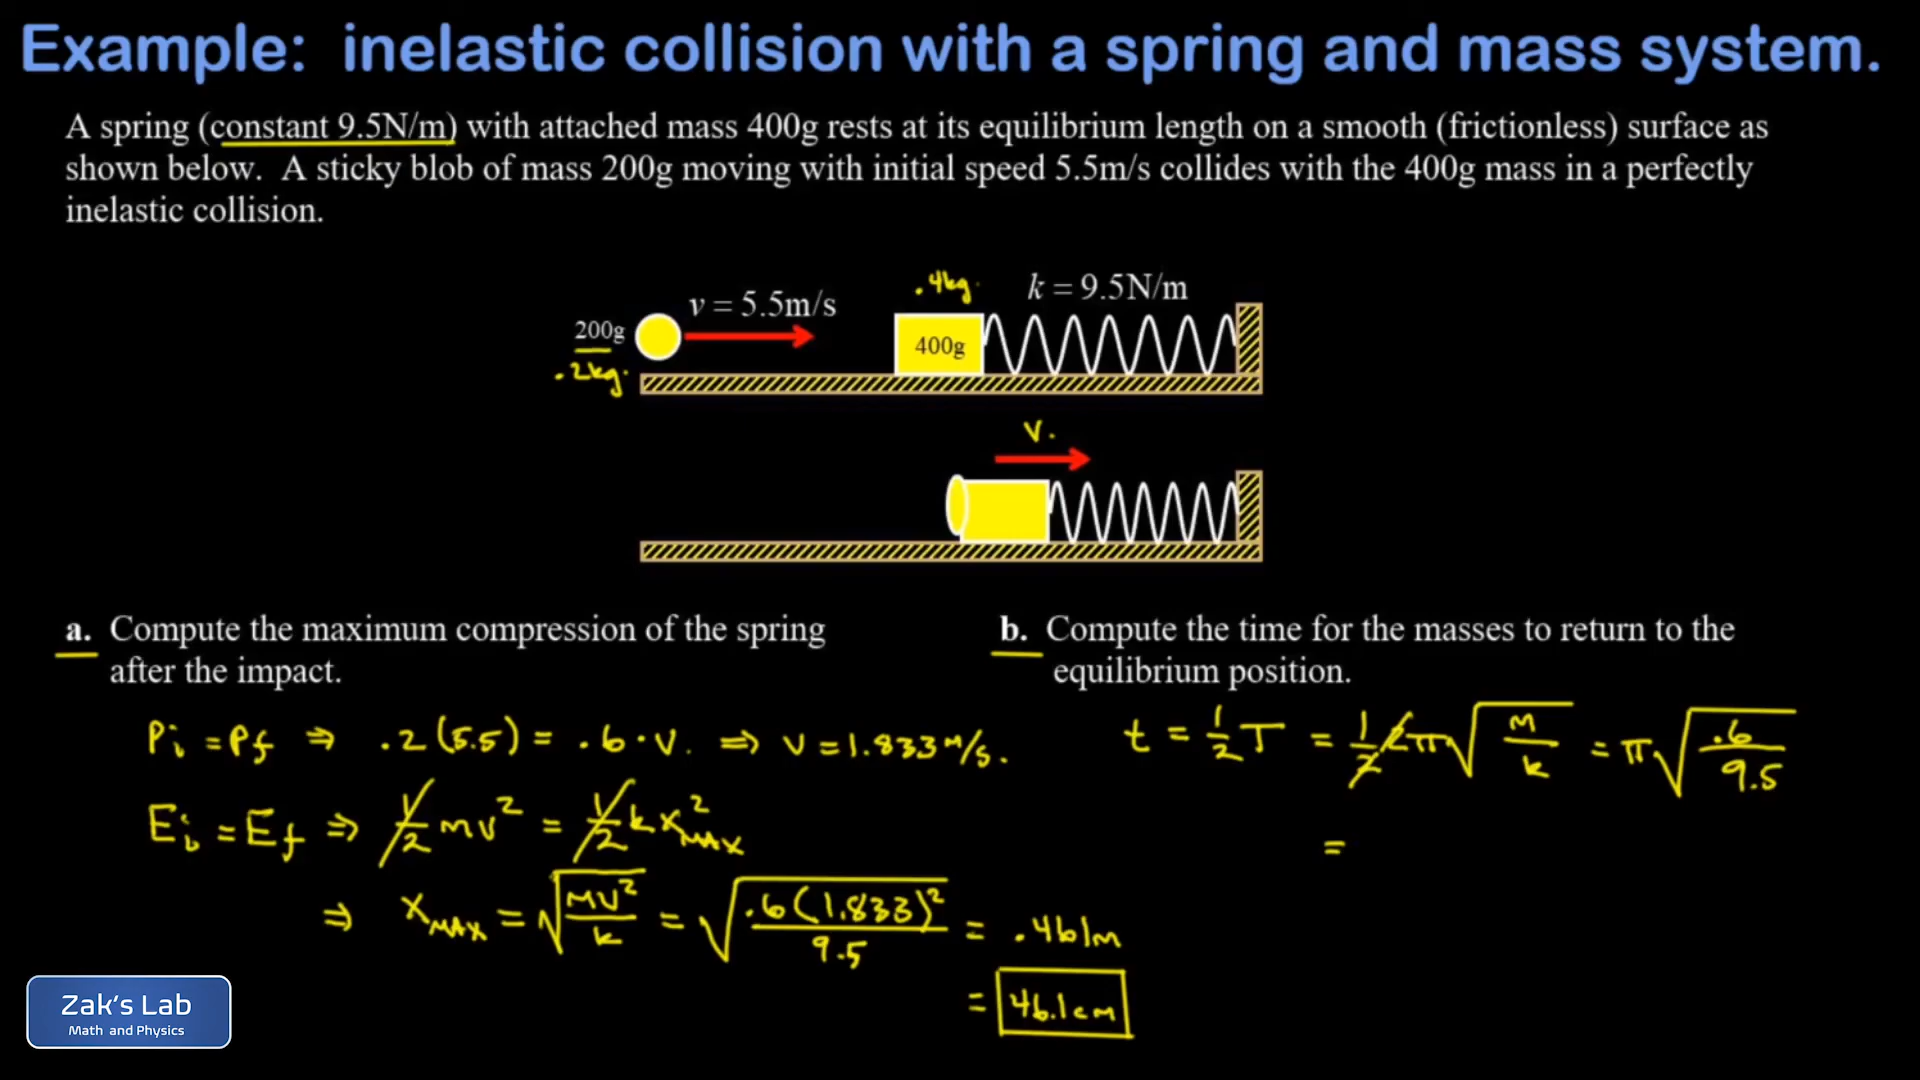 Example: inelastic collision with a spring and mass system.
A spring (constant 9.5N/m) with attached mass 400g rests at its equilibrium length on a smooth (frictionless) surface as
shown below. A sticky blob of mass 200g moving with initial speed 5.5m/s collides with the 400g mass in a perfectly
inelastic collision.
.4kg.
k = 9.5N/m
v = 5.5m/s
200g
400g
.2kg.
v.
a. Compute the maximum compression of the spring
after the impact.
b. Compute the time for the masses to return to the
equilibrium position.
Pi = Pf ⇒ .2(5.5) = .6·v. ⇒ v = 1.833m/s.
t = 1/2 T = 1/2 2π√(m/k) = π√(.6/9.5)
=
Ei = Ef ⇒ 1/2 mv² = 1/2 k x²MAX
⇒ xMAX = √(mv²/k) = √(.6(1.833)²/9.5) = .461m
= 46.1cm
Zak's Lab
Math and Physics